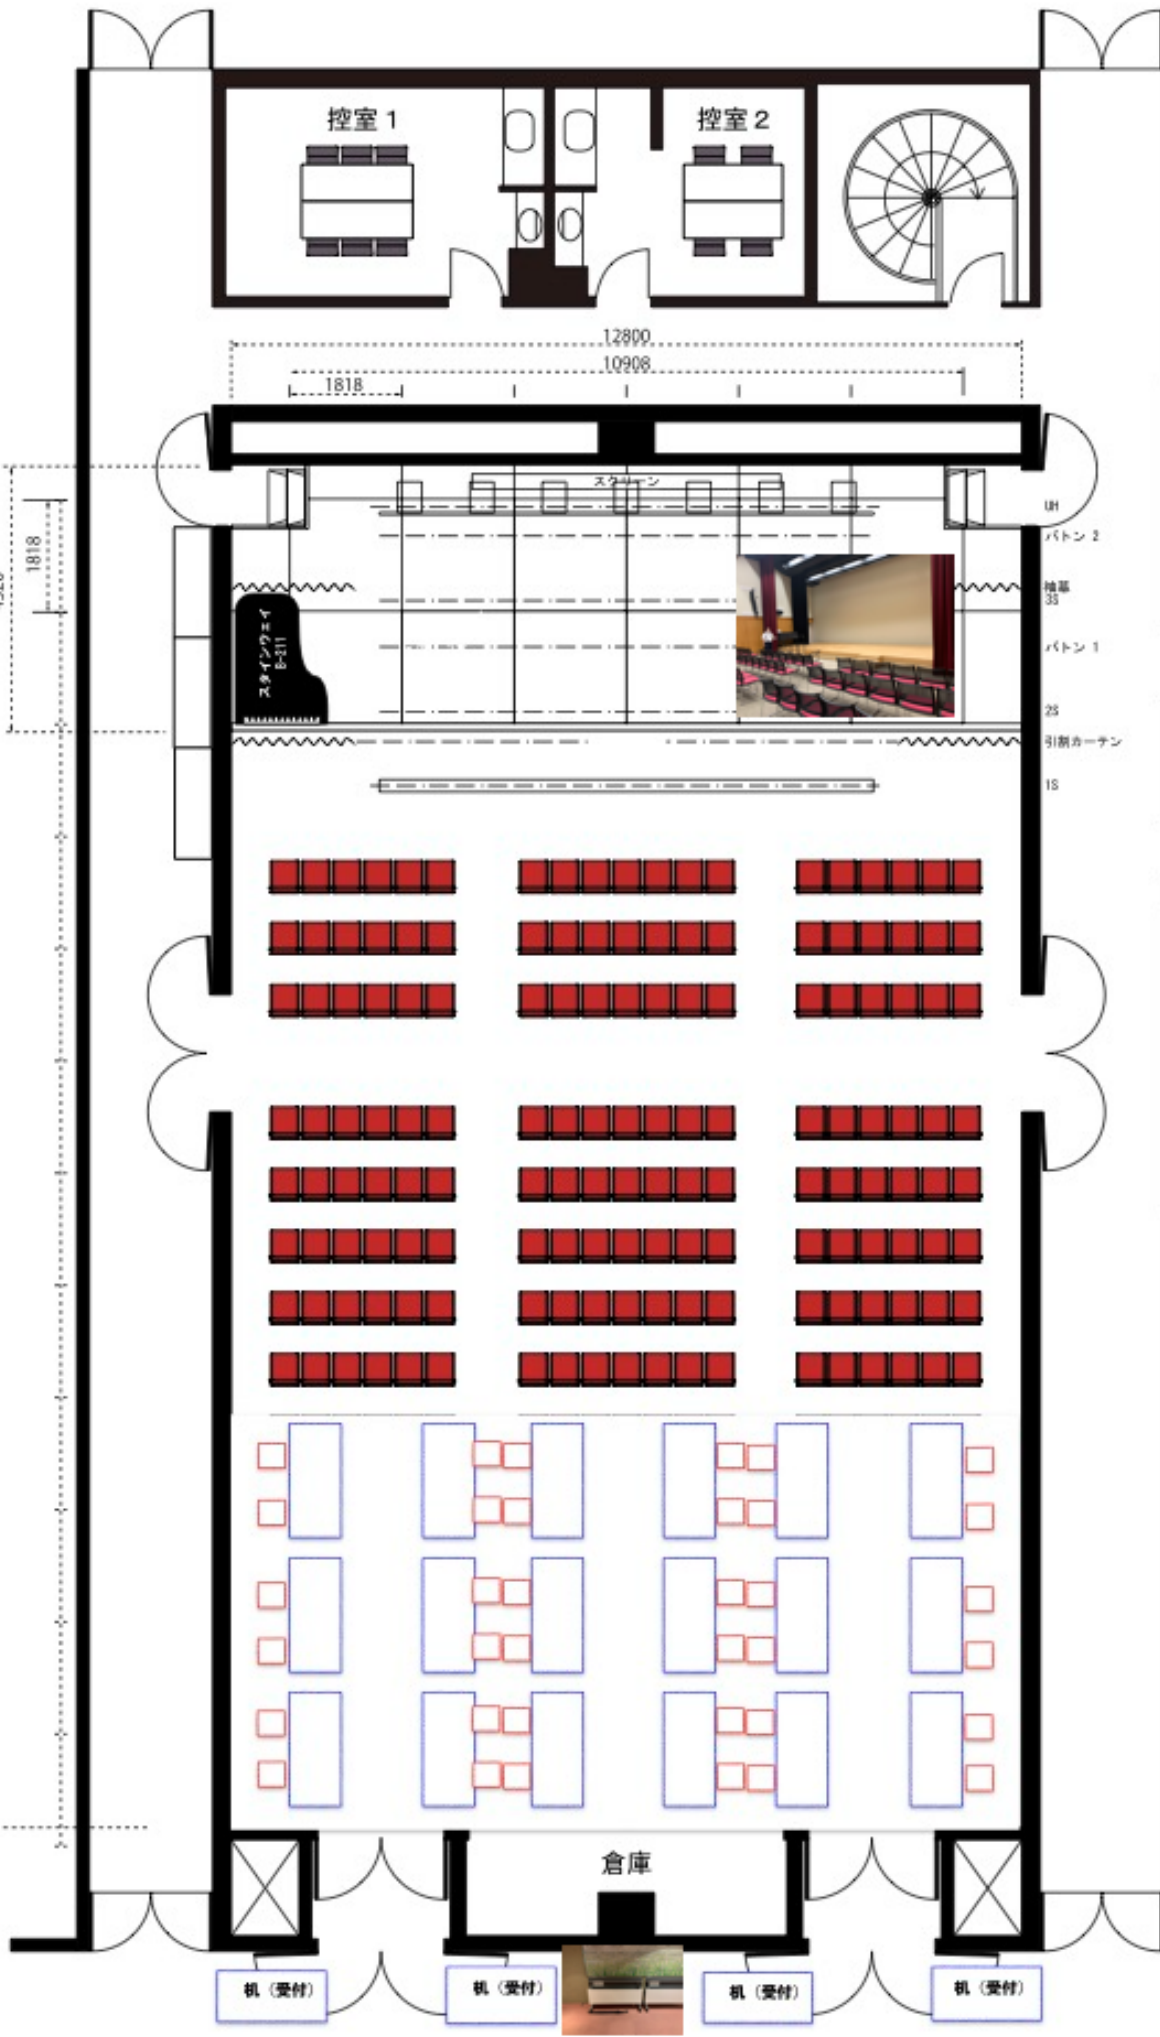 控室１
控室２
12800
10908
1818
スクリーン
UH
バトン 2
1818
袖幕
3S
スタインウェイ
B-211
バトン 1
2S
引割カーテン
1S
倉庫
机（受付）
机（受付）
机（受付）
机（受付）